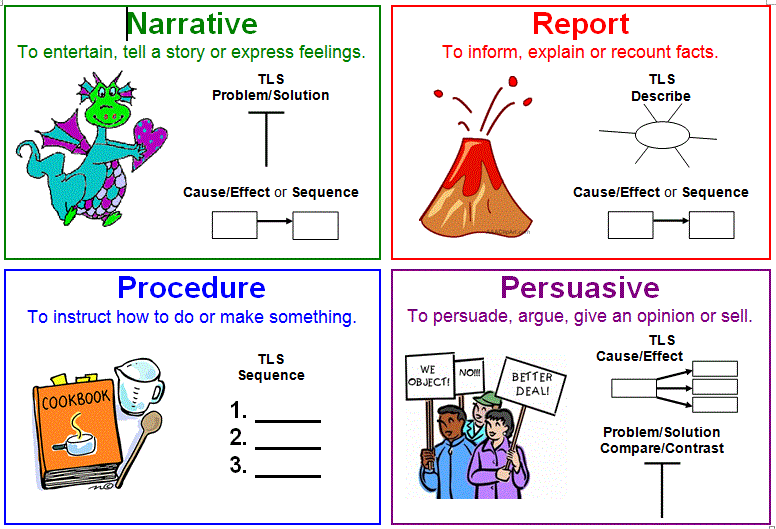 Narrative
To entertain, tell a story or express feelings.
TLS
Problem/Solution
Cause/Effect or Sequence
Report
To inform, explain or recount facts.
TLS
Describe
Cause/Effect or Sequence
Procedure
To instruct how to do or make something.
COOKBOOK
TLS
Sequence
1.
2.
3.
Persuasive
To persuade, argue, give an opinion or sell.
WE
OBJECT!
NO!!!
BETTER
DEAL!
TLS
Cause/Effect
Problem/Solution
Compare/Contrast